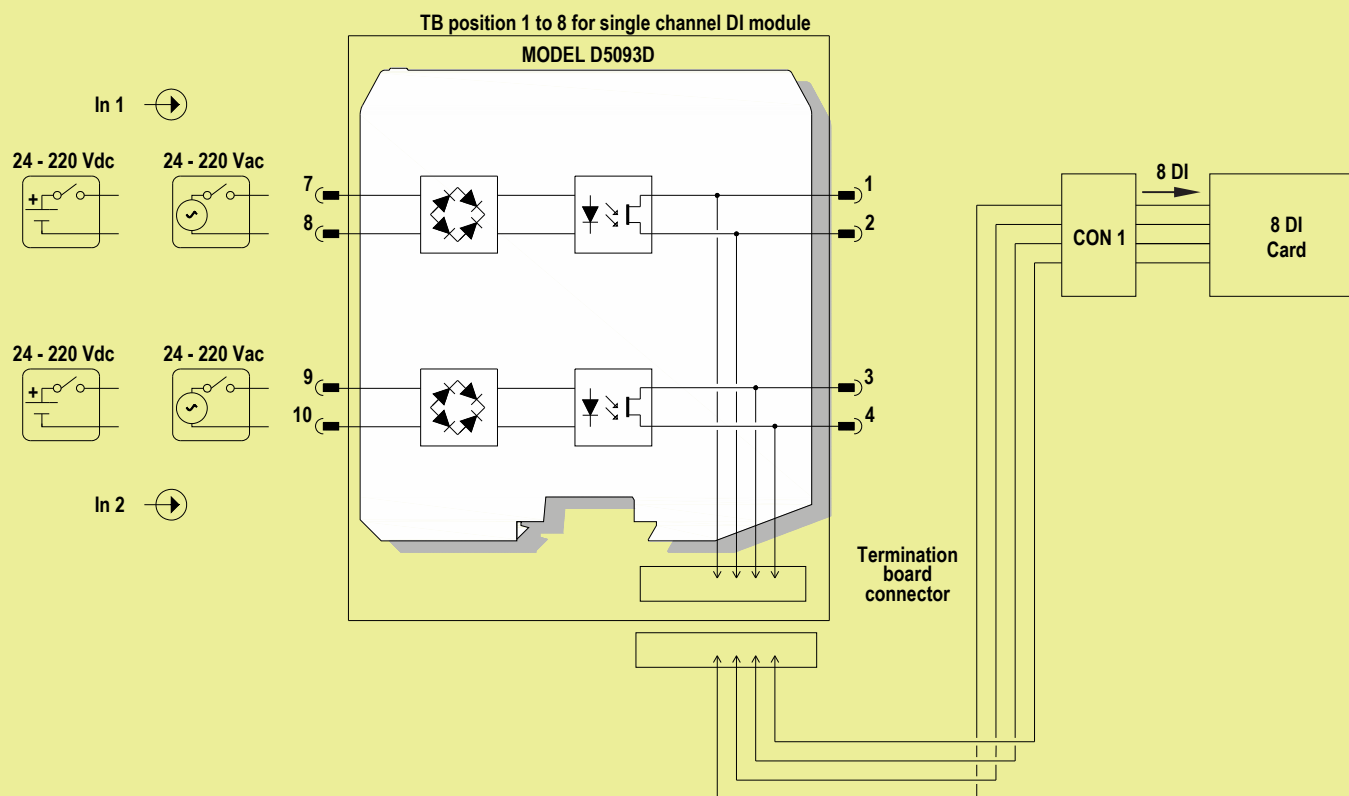 TB position 1 to 8 for single channel DI module
MODEL D5093D
In 1
24 - 220 Vdc
24 - 220 Vac
+
7
8
1
2
8 DI
CON 1
8 DI
Card
24 - 220 Vdc
24 - 220 Vac
+
9
10
3
4
In 2
Termination
board
connector